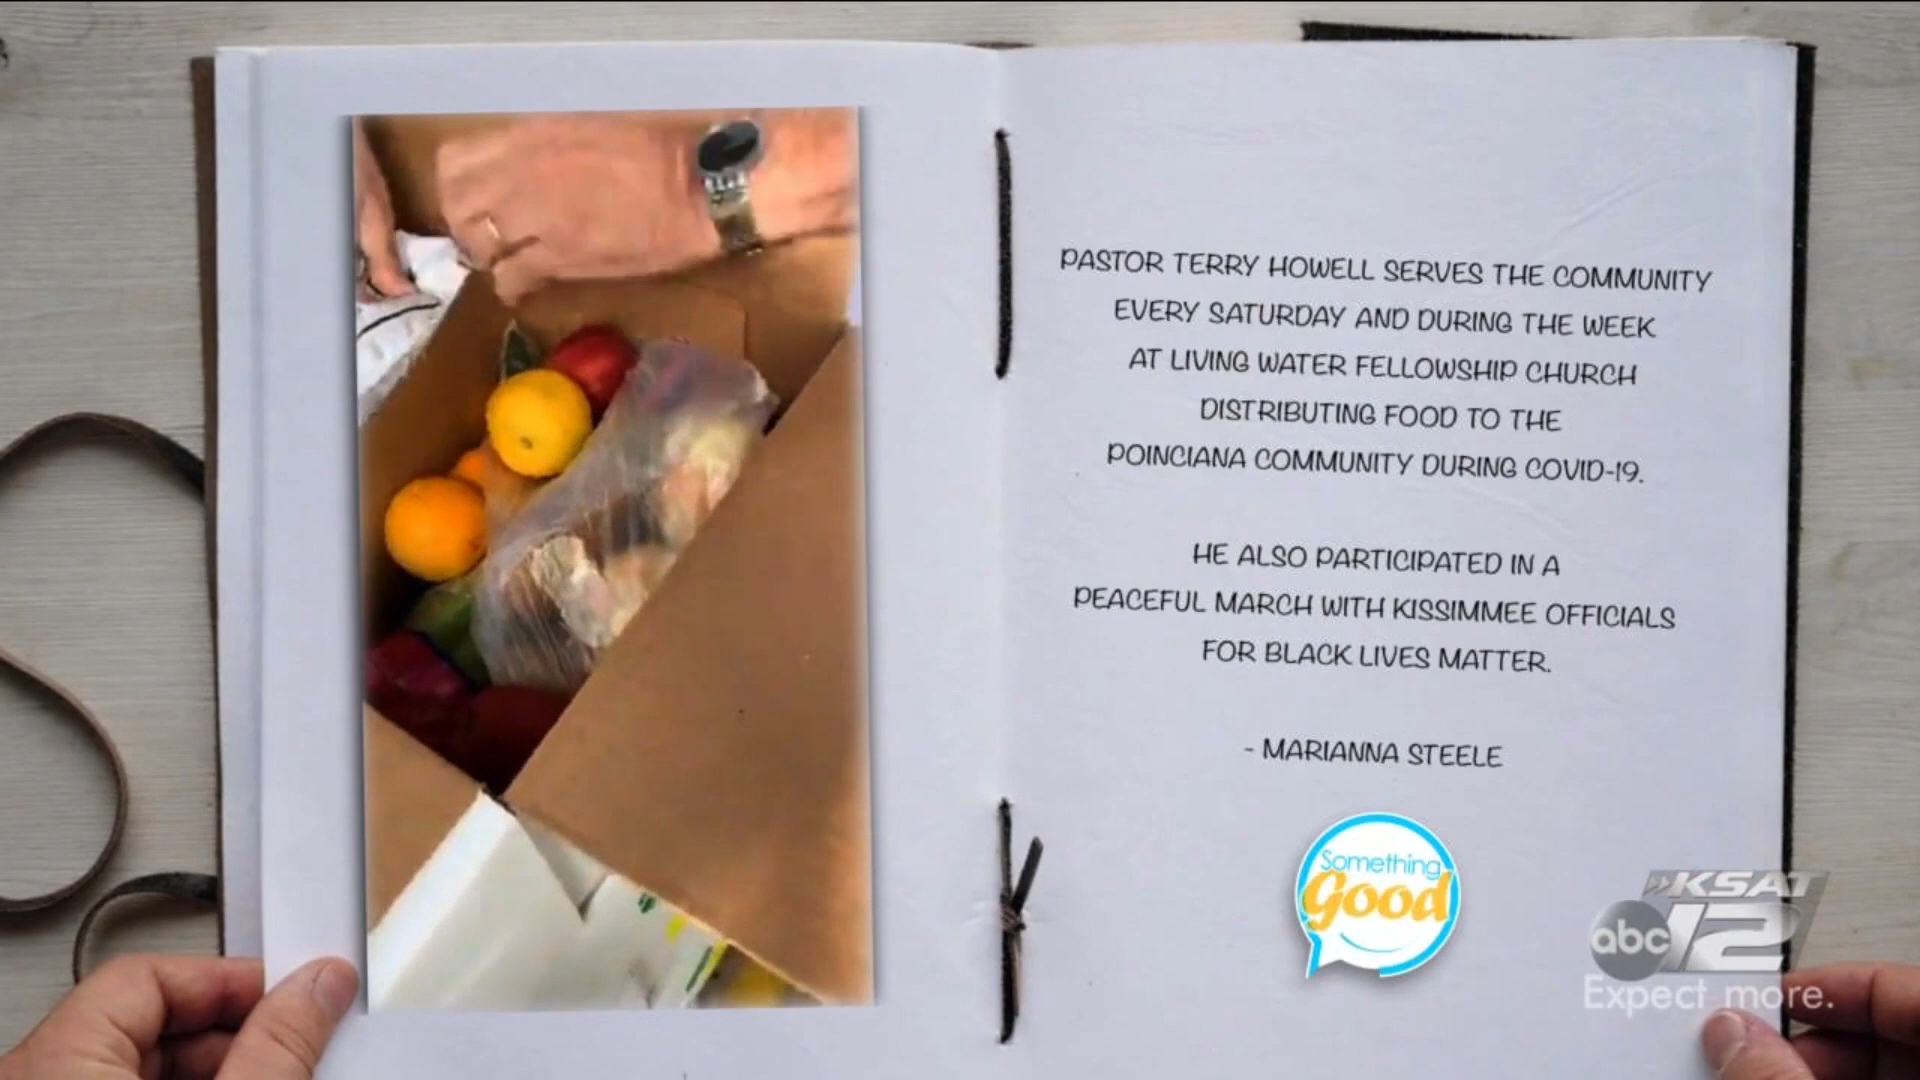 PASTOR TERRY HOWELL SERVES THE COMMUNITY
EVERY SATURDAY AND DURING THE WEEK
AT LIVING WATER FELLOWSHIP CHURCH
DISTRIBUTING FOOD TO THE
POINCIANA COMMUNITY DURING COVID-19.
HE ALSO PARTICIPATED IN A
PEACEFUL MARCH WITH KISSIMMEE OFFICIALS
FOR BLACK LIVES MATTER.
- MARIANNA STEELE
Something
Good
KSAT
abc 12
Expect more.